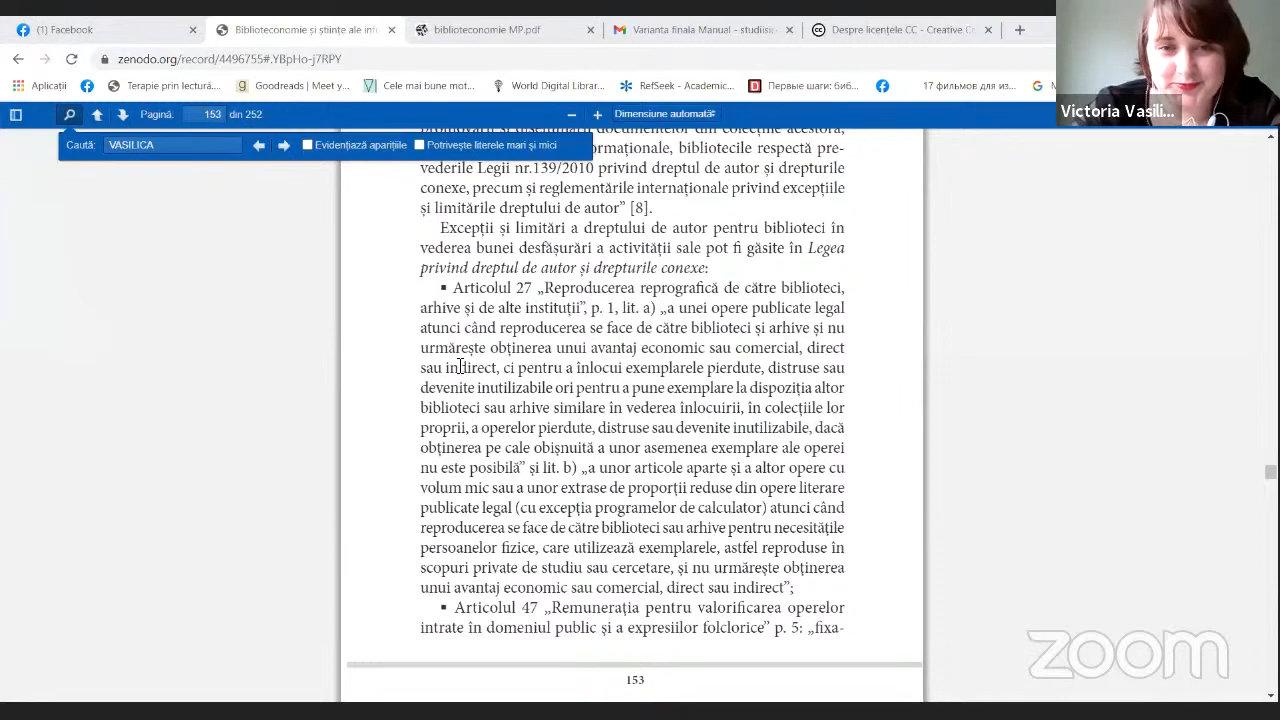 (1) Facebook
Biblioteconomie și științe ale inf
biblioteconomie MP.pdf
Varianta finala Manual - studiisic
Despre licențele CC - Creative Co
zenodo.org/record/4496755#.YBpHo-j7RPY
Aplicații
Terapie prin lectură...
Goodreads | Meet y...
Cele mai bune mot...
World Digital Librar...
RefSeek - Academic...
17 фильмов для из...
Pagină:
153
din 252
Dimensiune automată
Victoria Vasili...
Caută:
VASILICA
Evidențiază aparițiile
Potrivește literele mari și mici
promovării și diseminării documentelor din colecțiile acestora,
ormaționale, bibliotecile respectă pre-
vederile Legii nr.139/2010 privind dreptul de autor și drepturile
conexe, precum și reglementările internaționale privind excepțiile
și limitările dreptului de autor” [8].
Excepții și limitări a dreptului de autor pentru biblioteci în
vederea bunei desfășurări a activității sale pot fi găsite în Legea
privind dreptul de autor și drepturile conexe:
▪ Articolul 27 „Reproducerea reprografică de către biblioteci,
arhive și de alte instituții”, p. 1, lit. a) „a unei opere publicate legal
atunci când reproducerea se face de către biblioteci și arhive și nu
urmărește obținerea unui avantaj economic sau comercial, direct
sau indirect, ci pentru a înlocui exemplarele pierdute, distruse sau
devenite inutilizabile ori pentru a pune exemplare la dispoziția altor
biblioteci sau arhive similare în vederea înlocuirii, în colecțiile lor
proprii, a operelor pierdute, distruse sau devenite inutilizabile, dacă
obținerea pe cale obișnuită a unor asemenea exemplare ale operei
nu este posibilă” și lit. b) „a unor articole aparte și a altor opere cu
volum mic sau a unor extrase de proporții reduse din opere literare
publicate legal (cu excepția programelor de calculator) atunci când
reproducerea se face de către biblioteci sau arhive pentru necesitățile
persoanelor fizice, care utilizează exemplarele, astfel reproduse în
scopuri private de studiu sau cercetare, și nu urmărește obținerea
unui avantaj economic sau comercial, direct sau indirect”;
▪ Articolul 47 „Remunerația pentru valorificarea operelor
intrate în domeniul public și a expresiilor folclorice” p. 5: „fixa-
153
zoom